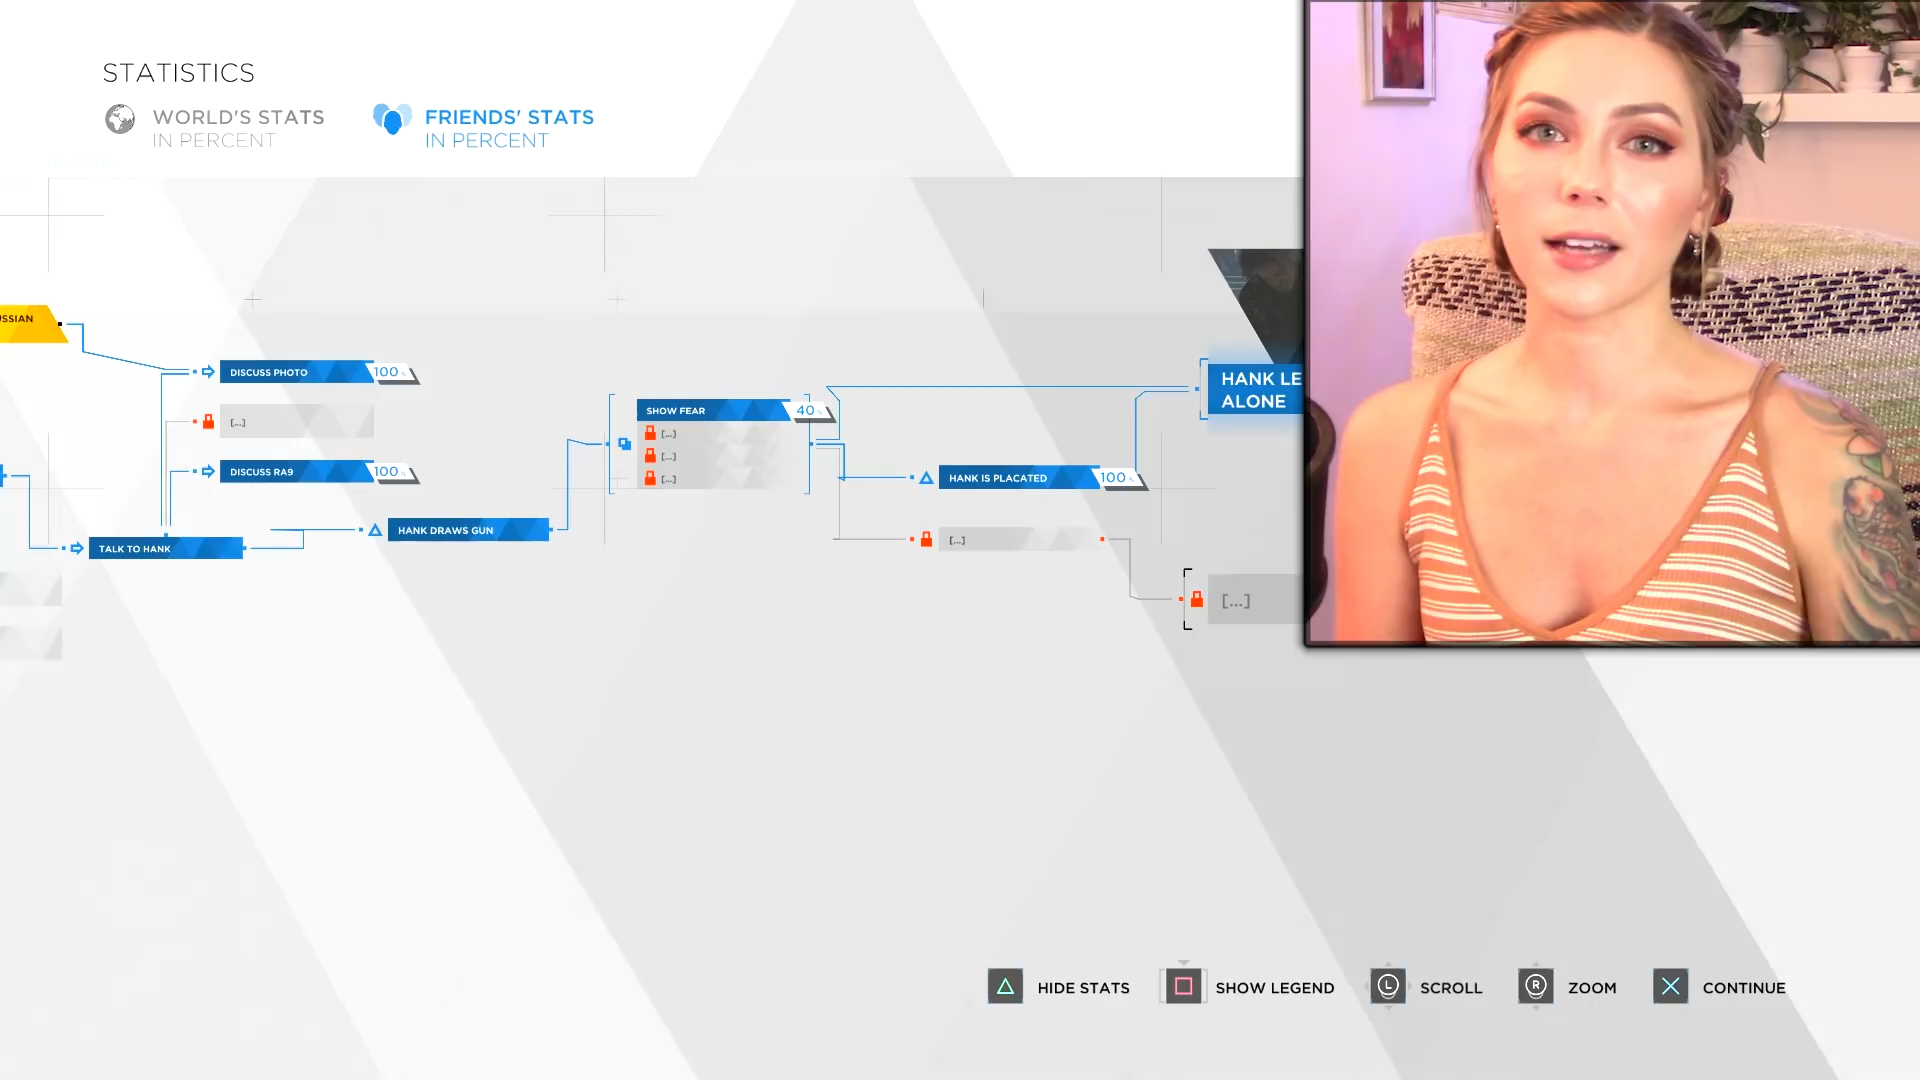 STATISTICS
WORLD'S STATS
IN PERCENT
FRIENDS' STATS
IN PERCENT
SSIAN
DISCUSS PHOTO
100
[...]
DISCUSS RA9
100
TALK TO HANK
HANK DRAWS GUN
SHOW FEAR
40
[...]
[...]
[...]
HANK IS PLACATED
100
[...]
HANK LE
ALONE
[...]
HIDE STATS
SHOW LEGEND
L
SCROLL
R
ZOOM
CONTINUE